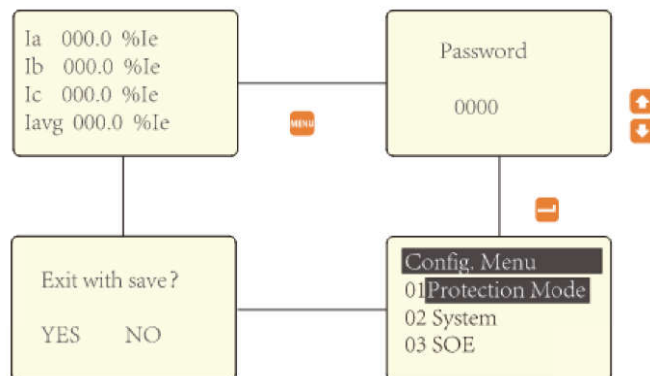 Ia 000.0 %Ie
Ib 000.0 %Ie
Ic 000.0 %Ie
Iavg 000.0 %Ie
MENU
Password
0000
Exit with save?
YES NO
Config. Menu
01 Protection Mode
02 System
03 SOE